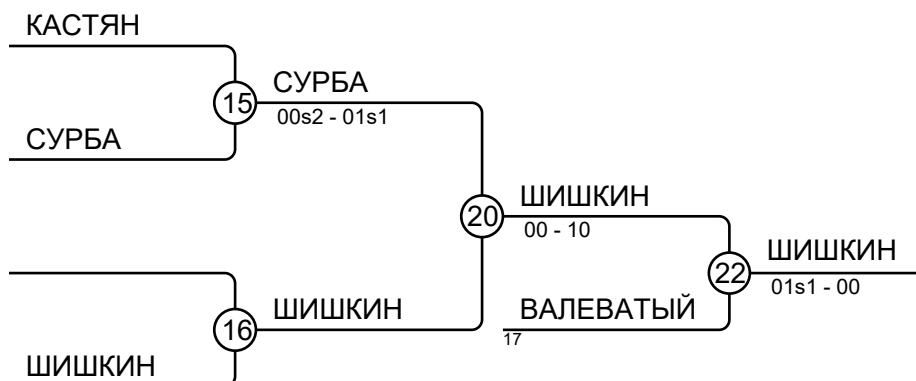 КАСТЯН
15
СУРБА
00s2 - 01s1
СУРБА
20
ШИШКИН
00 - 10
22
ШИШКИН
01s1 - 00
16
ШИШКИН
ВАЛЕВАТЫЙ
17
ШИШКИН